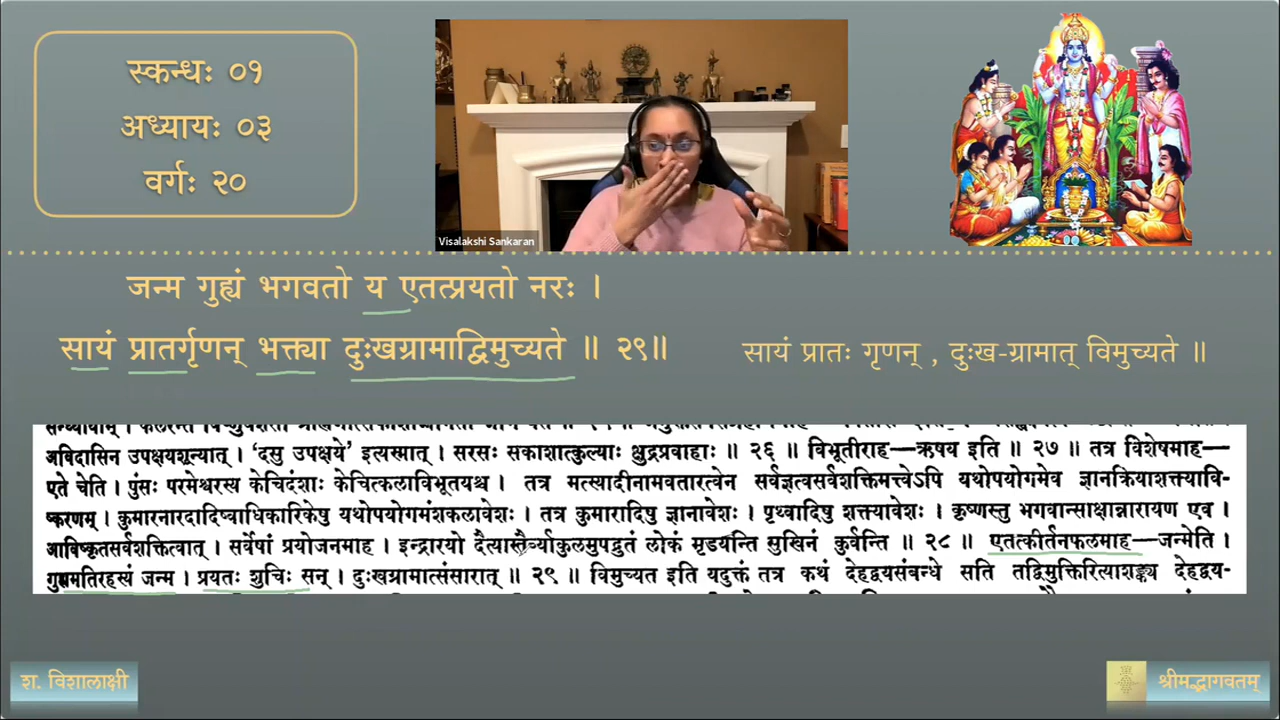 स्कन्धः ०१
अध्यायः ०३
वर्गः २०
Visalakshi Sankaran
जन्म गुह्यं भगवतो य एतत्प्रयतो नरः ।
सायं प्रातर्गृणन् भक्त्या दुःखग्रामाद्विमुच्यते ॥ २९॥
सायं प्रातः गृणन् , दुःख-ग्रामात् विमुच्यते ॥
अविदासिन उपक्षयशून्यात् । 'दसु उपक्षये' इत्यस्मात् । सरसः सकाशात्कुल्याः क्षुद्रप्रवाहाः ॥ २६ ॥ विभूतीराह—ऋषय इति ॥ २७ ॥ तत्र विशेषमाह—
एते चेति । पुंसः परमेश्वरस्य केचिदंशाः केचित्कलाविभूतयश्च । तत्र मत्स्यादीनामवतारत्वेन सर्वज्ञत्वसर्वशक्तिमत्त्वेऽपि यथोपयोगमेव ज्ञानक्रियाशक्त्यावि-
ष्करणम् । कुमारनारदादिष्वाधिकारिकेषु यथोपयोगमंशकलावेशः । तत्र कुमारादिषु ज्ञानावेशः । पृथ्वादिषु शक्त्यावेशः । कृष्णस्तु भगवान्साक्षान्नारायण एव ।
आविष्कृतसर्वशक्तित्वात् । सर्वेषां प्रयोजनमाह । इन्द्रारयो दैत्यास्तैर्व्याकुलमुपद्रुतं लोकं मृडयन्ति सुखिनं कुर्वन्ति ॥ २८ ॥ एतत्कीर्तनफलमाह—जन्मेति ।
गुह्यमतिरहस्यं जन्म । प्रयतः शुचिः सन् । दुःखग्रामात्संसारात् ॥ २९ ॥ विमुच्यत इति यदुक्तं तत्र कथं देहद्वयसंबन्धे सति तद्विमुक्तिरित्याशङ्क्य देहद्वय-
श. विशालाक्षी
श्रीमद्भागवतम्